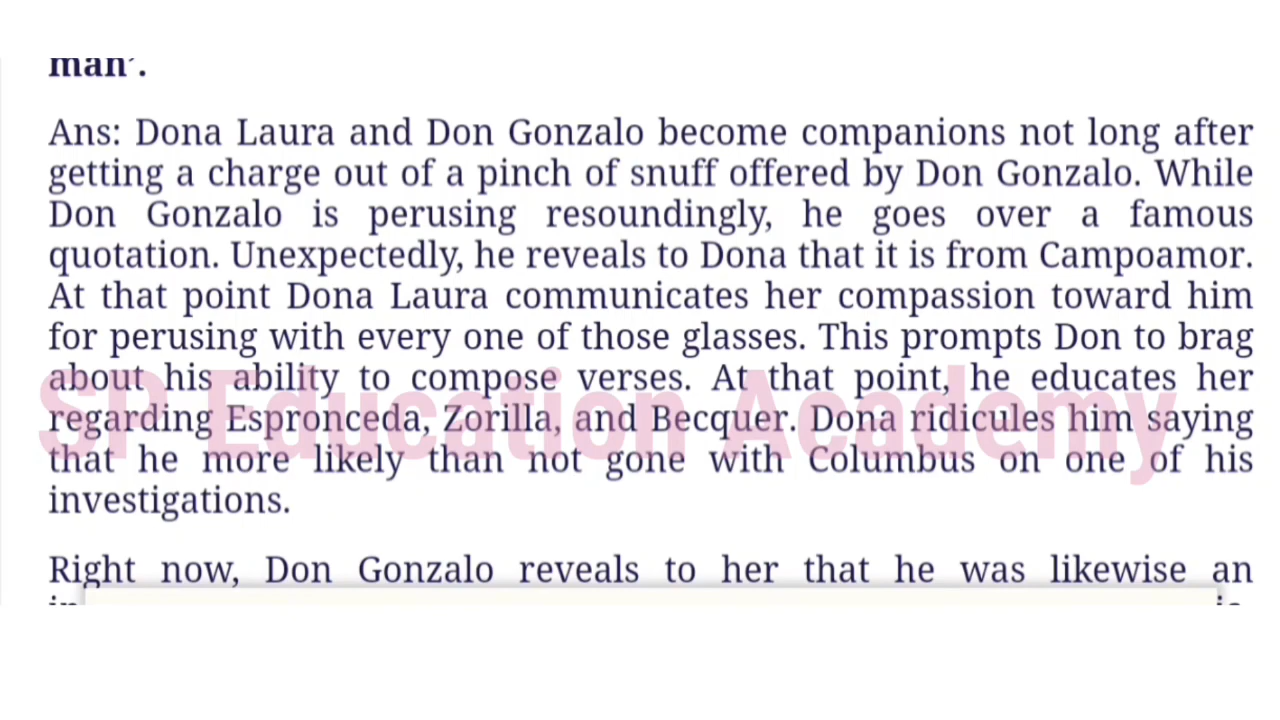 man’.
Ans: Dona Laura and Don Gonzalo become companions not long after
getting a charge out of a pinch of snuff offered by Don Gonzalo. While
Don Gonzalo is perusing resoundingly, he goes over a famous
quotation. Unexpectedly, he reveals to Dona that it is from Campoamor.
At that point Dona Laura communicates her compassion toward him
for perusing with every one of those glasses. This prompts Don to brag
about his ability to compose verses. At that point, he educates her
regarding Espronceda, Zorilla, and Becquer. Dona ridicules him saying
that he more likely than not gone with Columbus on one of his
investigations.
SP Education Academy
Right now, Don Gonzalo reveals to her that he was likewise an